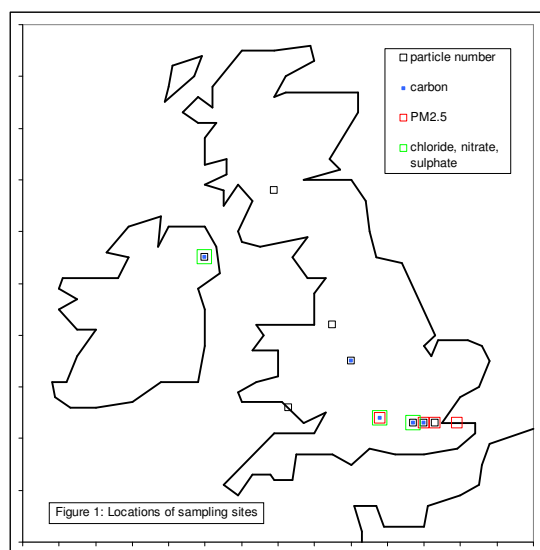 particle number
carbon
PM2.5
chloride, nitrate,
sulphate
Figure 1: Locations of sampling sites